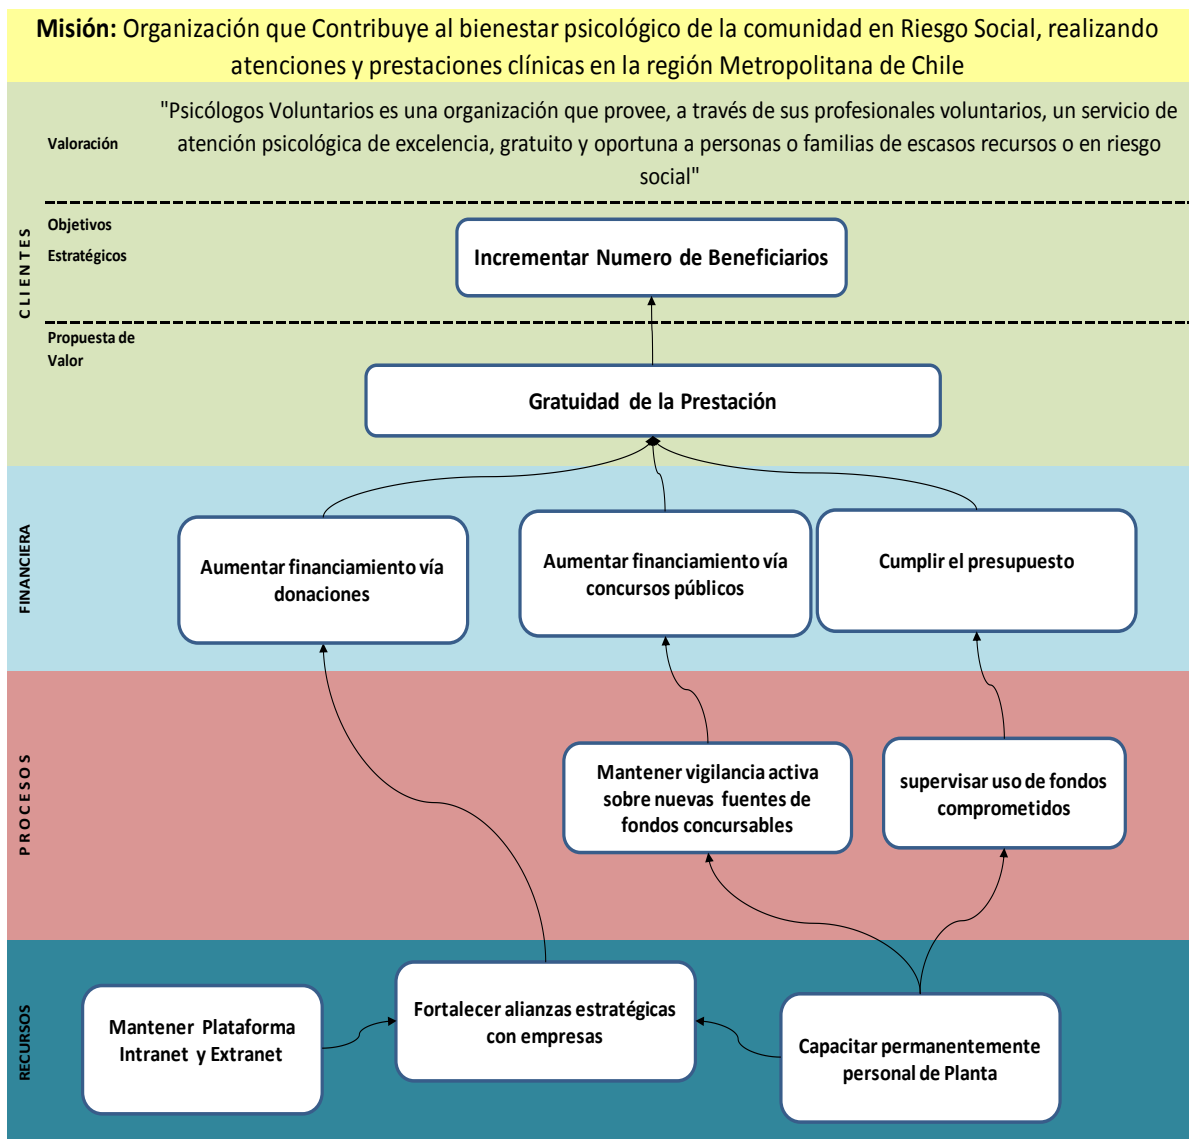 Misión: Organización que Contribuye al bienestar psicológico de la comunidad en Riesgo Social, realizando
atenciones y prestaciones clínicas en la región Metropolitana de Chile
CLIENTES
Valoración
"Psicólogos Voluntarios es una organización que provee, a través de sus profesionales voluntarios, un servicio de
atención psicológica de excelencia, gratuito y oportuna a personas o familias de escasos recursos o en riesgo
social"
Objetivos
Estratégicos
Incrementar Numero de Beneficiarios
Propuesta de
Valor
Gratuidad de la Prestación
FINANCIERA
Aumentar financiamiento vía
donaciones
Aumentar financiamiento vía
concursos públicos
Cumplir el presupuesto
PROCESOS
Mantener vigilancia activa
sobre nuevas fuentes de
fondos concursables
supervisar uso de fondos
comprometidos
RECURSOS
Mantener Plataforma
Intranet y Extranet
Fortalecer alianzas estratégicas
con empresas
Capacitar permanentemente
personal de Planta